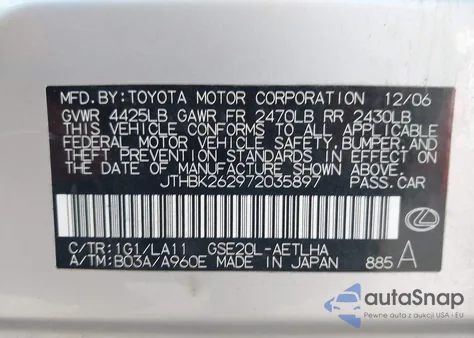 MFD.BY: TOYOTA MOTOR CORPORATION 12/06
GVWR 4425LB GAWR FR 2470LB RR 2430LB
THIS VEHICLE CONFORMS TO ALL APPLICABLE
FEDERAL MOTOR VEHICLE SAFETY, BUMPER, AND
THEFT PREVENTION STANDARDS IN EFFECT ON
THE DATE OF MANUFACTURE SHOWN ABOVE.
JTHBK262972035897 PASS.CAR
C/TR: 1G1/LA11 GSE20L-AETLHA
A/TM: B03A/A960E MADE IN JAPAN 885 A
autoSnap
Pewne auta z aukcji USA i EU